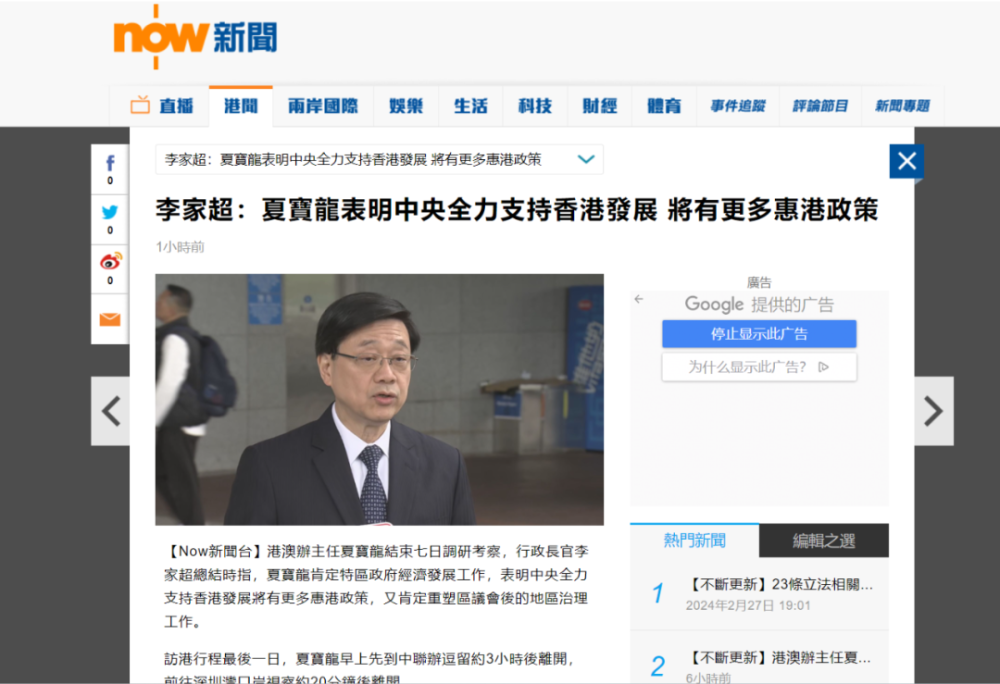 now 新聞
直播 港聞 兩岸國際 娛樂 生活 科技 財經 體育 事件追蹤 評論節目 新聞專題
李家超：夏寶龍表明中央全力支持香港發展 將有更多惠港政策
李家超：夏寶龍表明中央全力支持香港發展 將有更多惠港政策
1小時前
0
0
0
廣告
Google 提供的广告
停止显示此广告
为什么显示此广告？
【Now新聞台】港澳辦主任夏寶龍結束七日調研考察，行政長官李
家超總結時指，夏寶龍肯定特區政府經濟發展工作，表明中央全力
支持香港發展將有更多惠港政策，又肯定重塑區議會後的地區治理
工作。
訪港行程最後一日，夏寶龍早上先到中聯辦逗留約3小時後離開，
前往深圳灣口岸視察約20分鐘後離開
熱門新聞 編輯之選
1 【不斷更新】23條立法相關...
2024年2月27日 19:01
2 【不斷更新】港澳辦主任夏...
6小時前